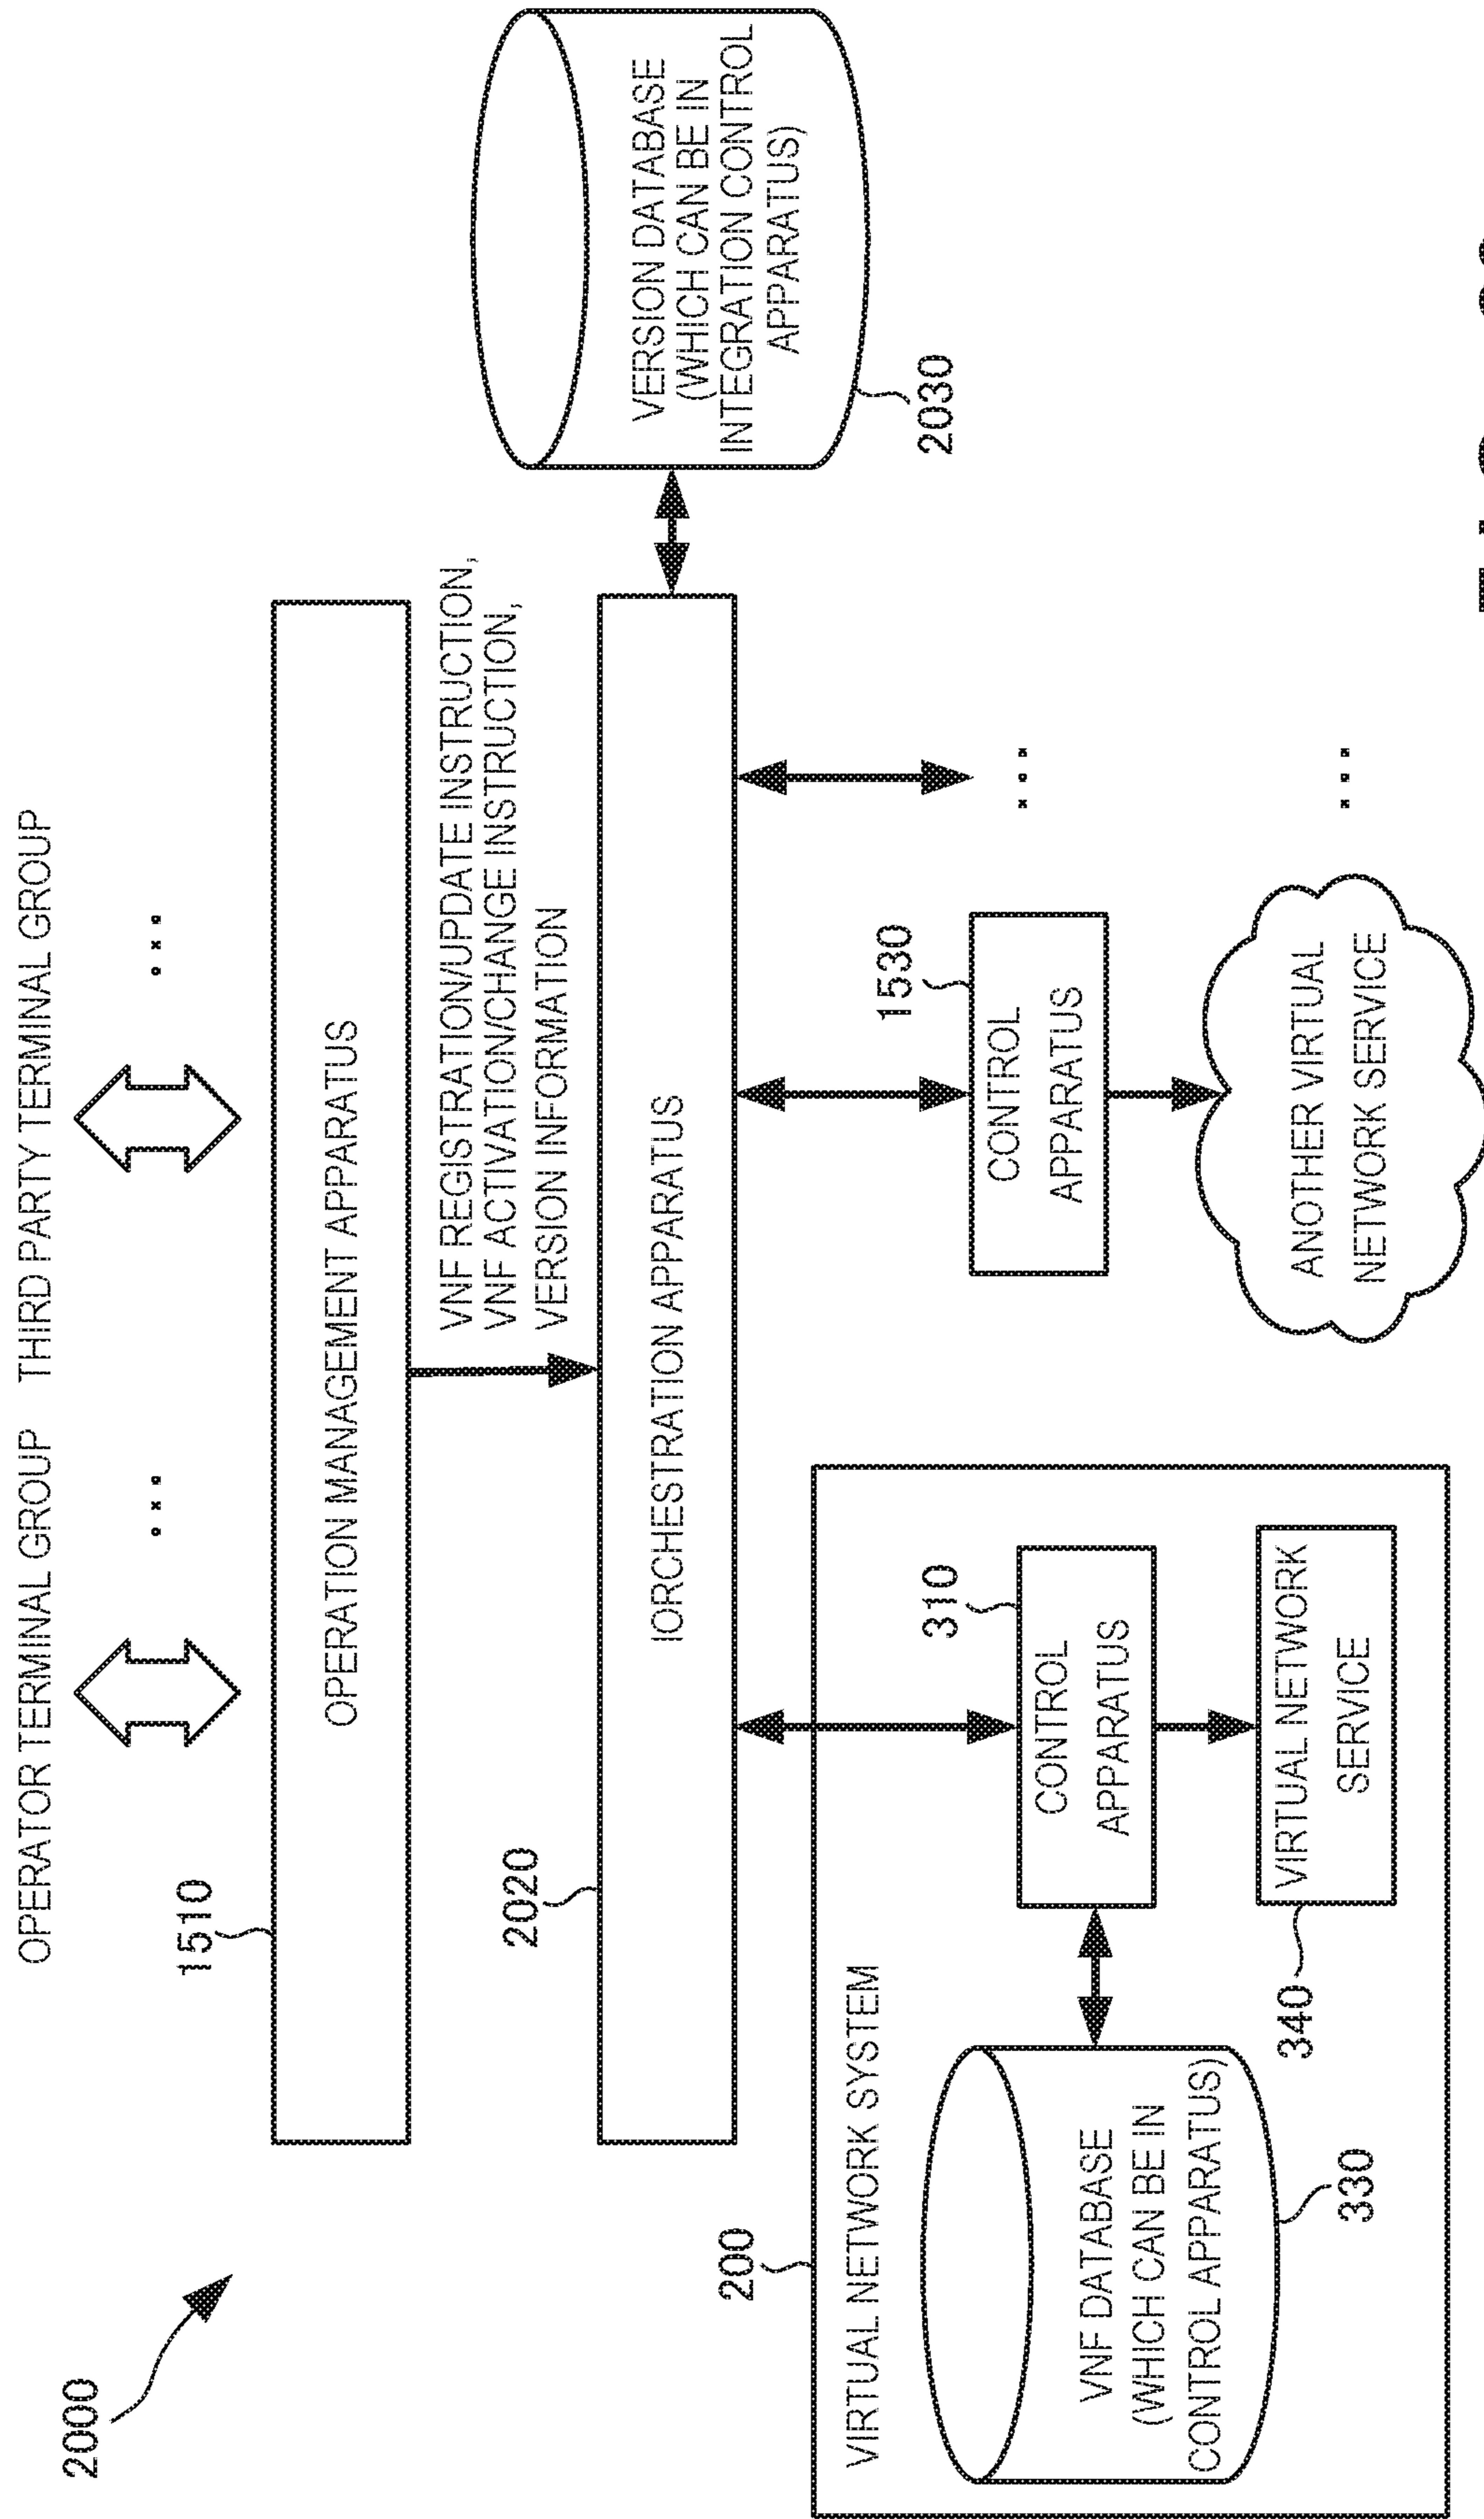 2000
OPERATOR TERMINAL GROUP
THIRD PARTY TERMINAL GROUP
1510
OPERATION MANAGEMENT APPARATUS
VNF REGISTRATION/UPDATE INSTRUCTION,
VNF ACTIVATION/CHANGE INSTRUCTION,
VERSION INFORMATION
2020
IORCHESTRATION APPARATUS
VERSION DATABASE
(WHICH CAN BE IN
INTEGRATION CONTROL
APPARATUS)
2030
200
VIRTUAL NETWORK SYSTEM
VNF DATABASE
(WHICH CAN BE IN
CONTROL APPARATUS)
330
310
CONTROL
APPARATUS
340
VIRTUAL NETWORK
SERVICE
1530
CONTROL
APPARATUS
ANOTHER VIRTUAL
NETWORK SERVICE